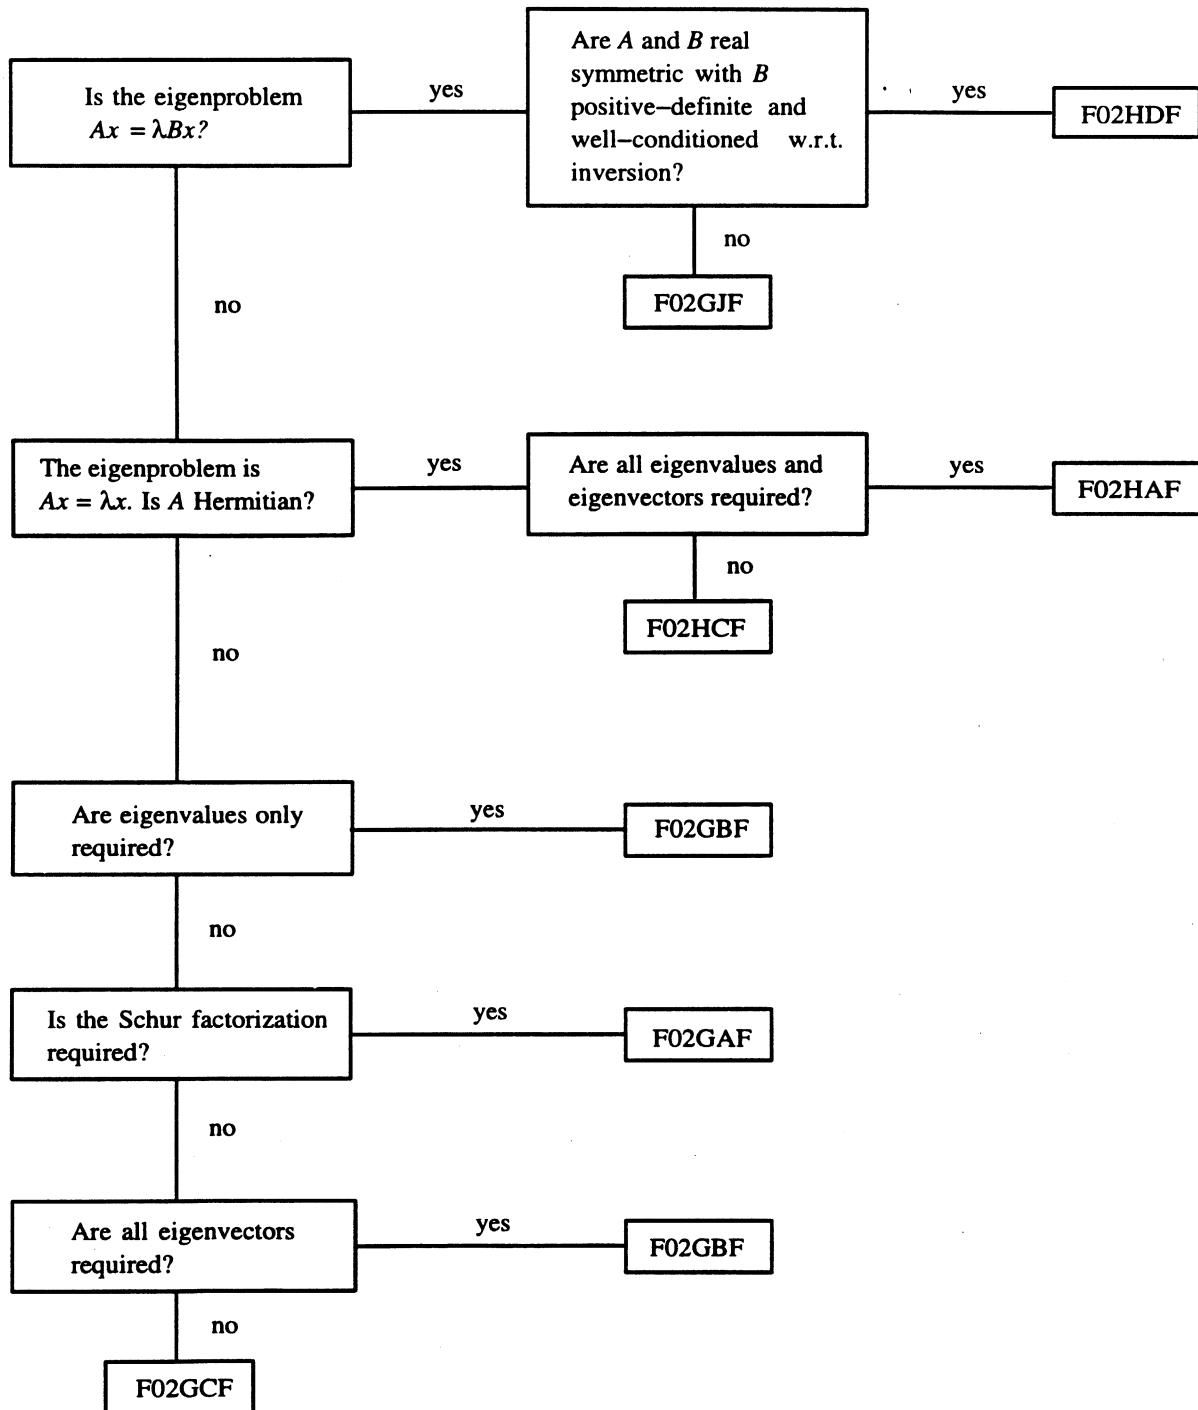 Is the eigenproblem
Ax = λBx?
yes
Are A and B real
symmetric with B
positive–definite and
well–conditioned w.r.t.
inversion?
yes
F02HDF
no
F02GJF
no
The eigenproblem is
Ax = λx. Is A Hermitian?
yes
Are all eigenvalues and
eigenvectors required?
yes
F02HAF
no
F02HCF
no
Are eigenvalues only
required?
yes
F02GBF
no
Is the Schur factorization
required?
yes
F02GAF
no
Are all eigenvectors
required?
yes
F02GBF
no
F02GCF